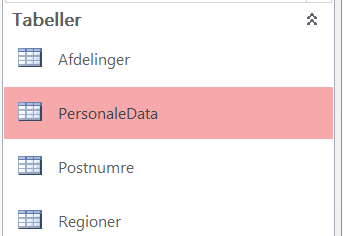 Tabeller
Afdelinger
PersonaleData
Postnumre
Regioner